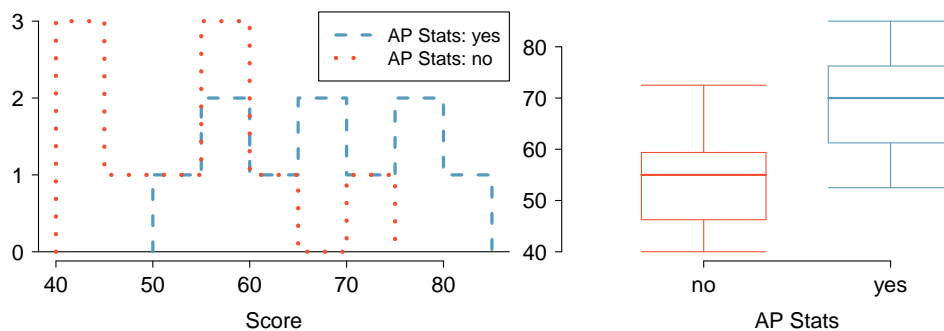 3
2
1
0
40 50 60 70 80
Score
AP Stats: yes
AP Stats: no
80
70
60
50
40
no yes
AP Stats